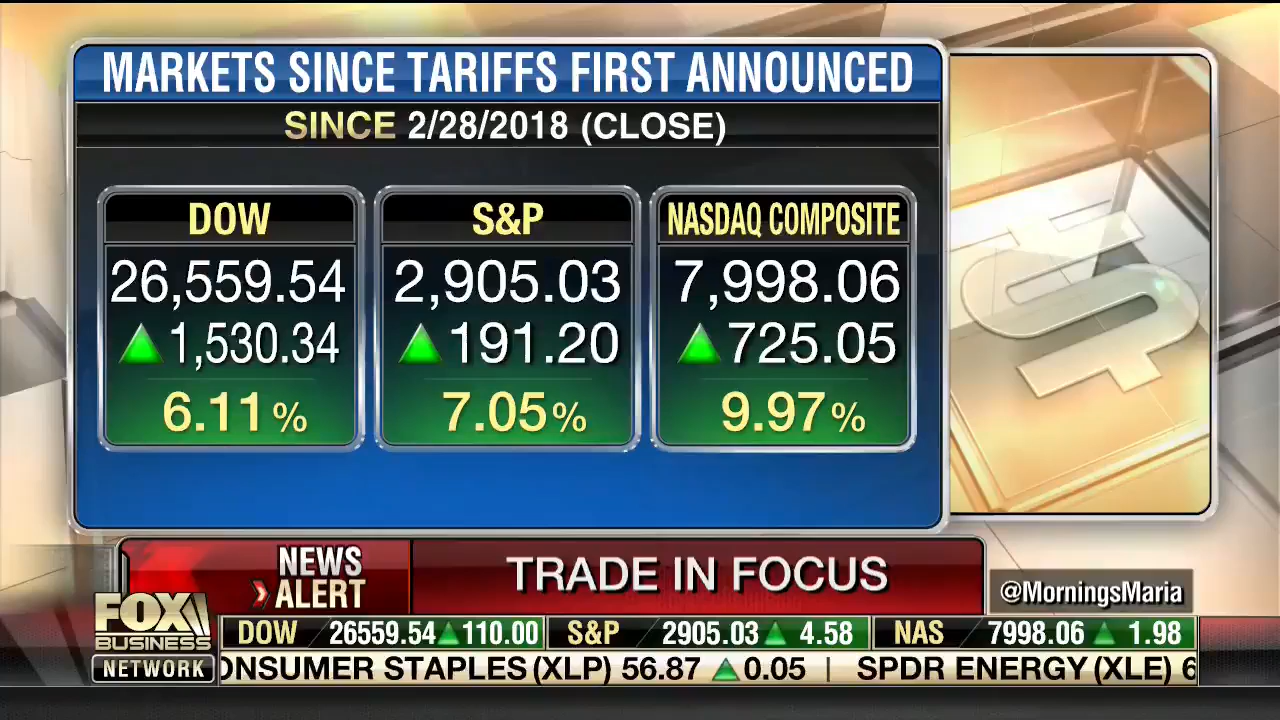 MARKETS SINCE TARIFFS FIRST ANNOUNCED
SINCE 2/28/2018 (CLOSE)
DOW
26,559.54
▲ 1,530.34
6.11%
S&P
2,905.03
▲ 191.20
7.05%
NASDAQ COMPOSITE
7,998.06
▲ 725.05
9.97%
NEWS
ALERT
TRADE IN FOCUS
@MorningsMaria
FOX
BUSINESS
NETWORK
DOW 26559.54 ▲ 110.00 S&P 2905.03 ▲ 4.58 NAS 7998.06 ▲ 1.98
ONSUMER STAPLES (XLP) 56.87 ▲ 0.05 | SPDR ENERGY (XLE) 6